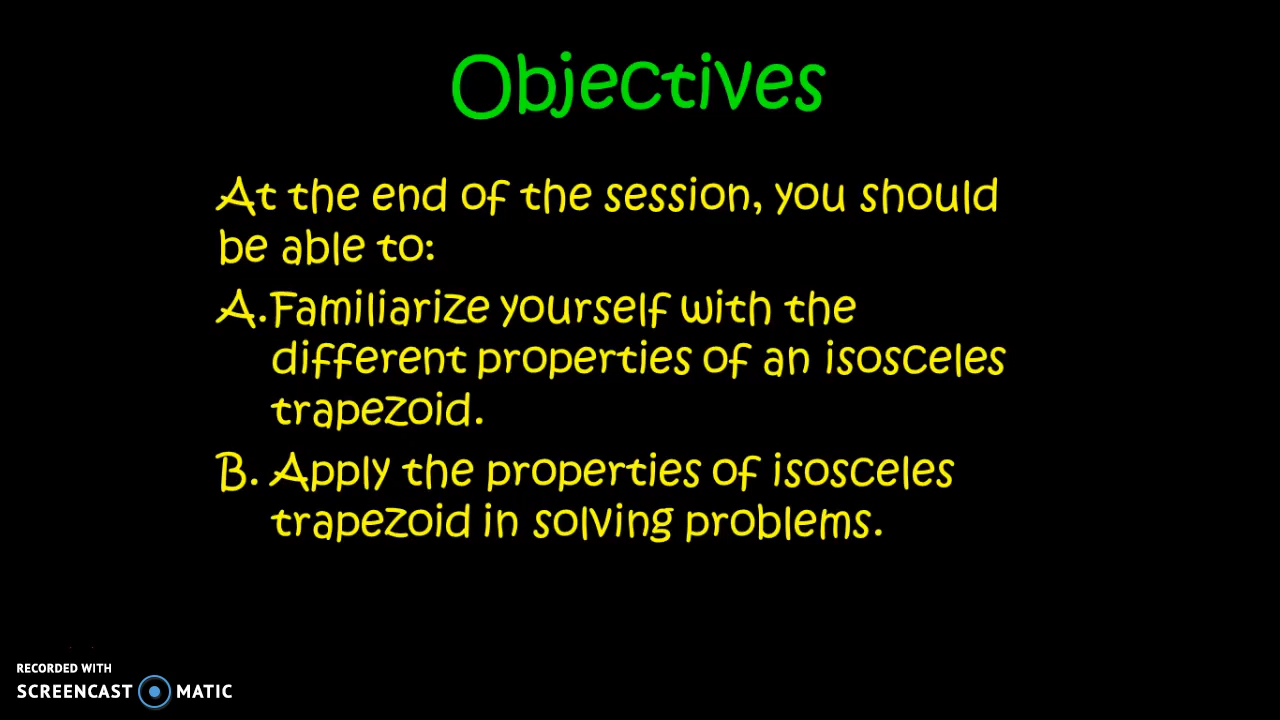 Objectives
At the end of the session, you should
be able to:
A.Familiarize yourself with the
different properties of an isosceles
trapezoid.
B. Apply the properties of isosceles
trapezoid in solving problems.
RECORDED WITH
SCREENCAST MATIC